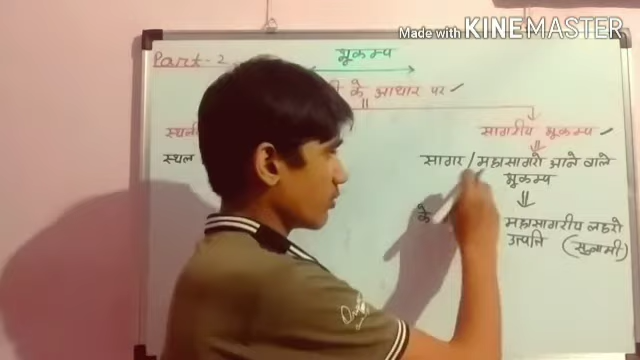 Made with KINEMASTER
Part-2
भूकम्प
के आधार पर
सागरीय भूकम्प
स्थल
सागर/महासागरो आने वाले
भूकम्प
के
महासागरीय लहरो
उत्पत्ति (सुनामी)